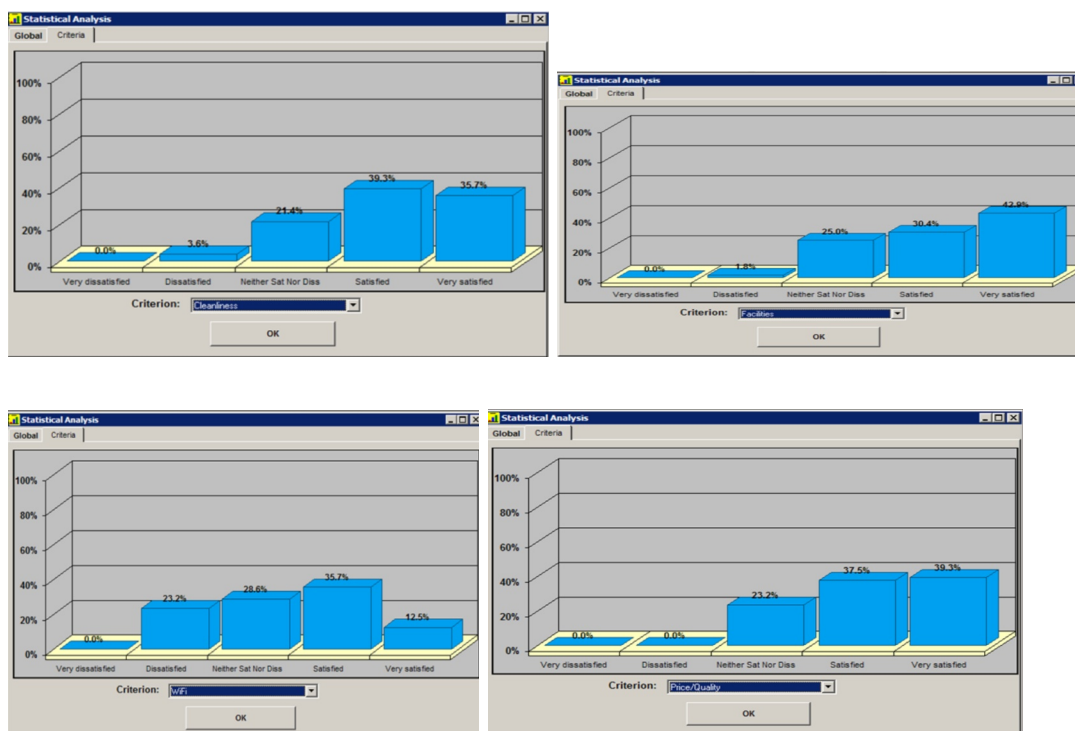 Statistical Analysis
Global Criteria
100%
80%
60%
40%
20%
0%
0.0% 3.6% 21.4% 39.3% 35.7%
Very dissatisfied Dissatisfied Neither Sat Nor Diss Satisfied Very satisfied
Criterion: Cleanliness
OK
Statistical Analysis
Global Criteria
100%
80%
60%
40%
20%
0%
0.0% 1.8% 25.0% 30.4% 42.9%
Very dissatisfied Dissatisfied Neither Sat Nor Diss Satisfied Very satisfied
Criterion: Facilities
OK
Statistical Analysis
Global Criteria
100%
80%
60%
40%
20%
0%
0.0% 23.2% 28.6% 35.7% 12.5%
Very dissatisfied Dissatisfied Neither Sat Nor Diss Satisfied Very satisfied
Criterion: WiFi
OK
Statistical Analysis
Global Criteria
100%
80%
60%
40%
20%
0%
0.0% 0.0% 23.2% 37.5% 39.3%
Very dissatisfied Dissatisfied Neither Sat Nor Diss Satisfied Very satisfied
Criterion: Price/Quality
OK